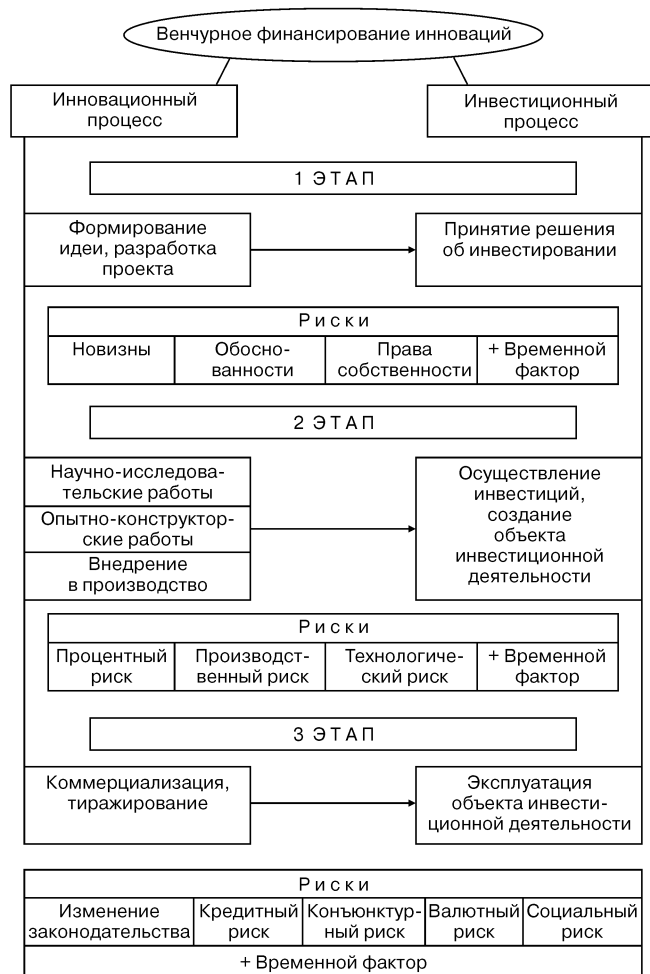 Венчурное финансирование инноваций
Инновационный
процесс
Инвестиционный
процесс
1 ЭТАП
Формирование
идеи, разработка
проекта
Принятие решения
об инвестировании
Риски
Новизны
Обосно-
ванности
Права
собственности
+ Временной
фактор
2 ЭТАП
Научно-исследова-
тельские работы
Опытно-конструктор-
ские работы
Внедрение
в производство
Осуществление
инвестиций,
создание
объекта
инвестиционной
деятельности
Риски
Процентный
риск
Производст-
венный риск
Технологиче-
ский риск
+ Временной
фактор
3 ЭТАП
Коммерциализация,
тиражирование
Эксплуатация
объекта инвести-
ционной деятельности
Риски
Изменение
законодательства
Кредитный
риск
Конъюнктур-
ный риск
Валютный
риск
Социальный
риск
+ Временной фактор